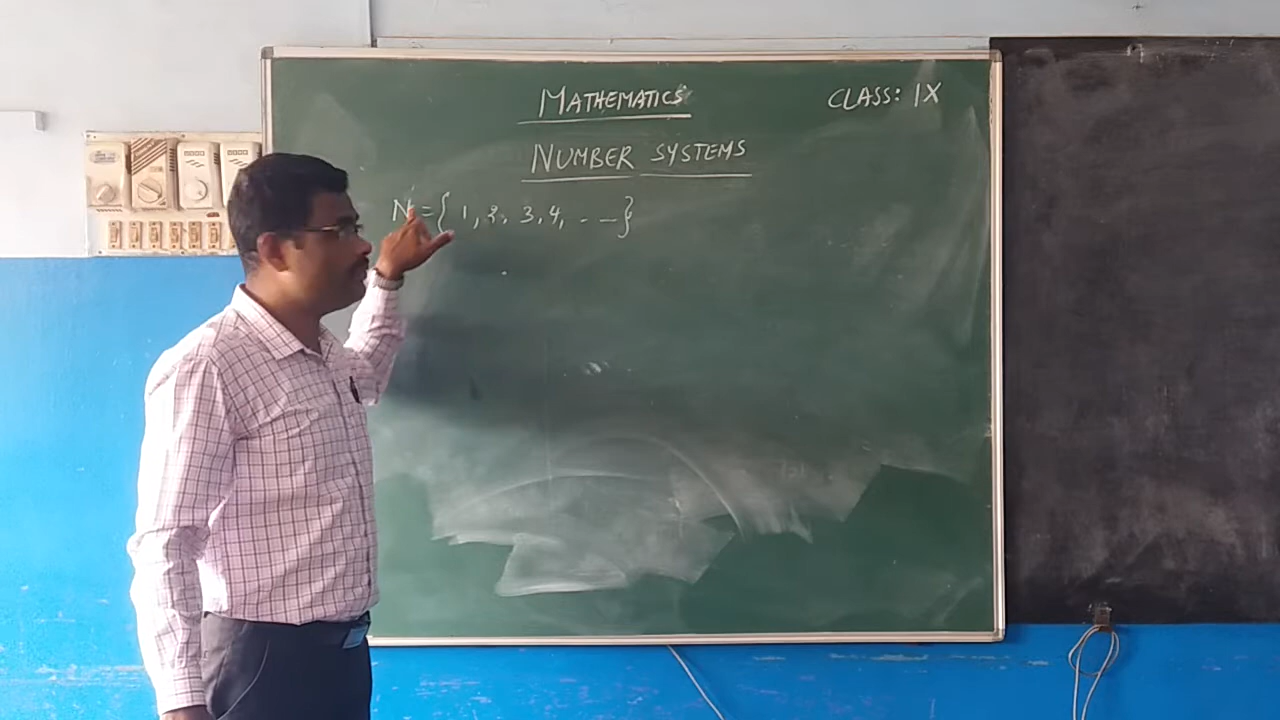 MATHEMATICS
CLASS: IX
NUMBER SYSTEMS
N = { 1, 2, 3, 4, - - }